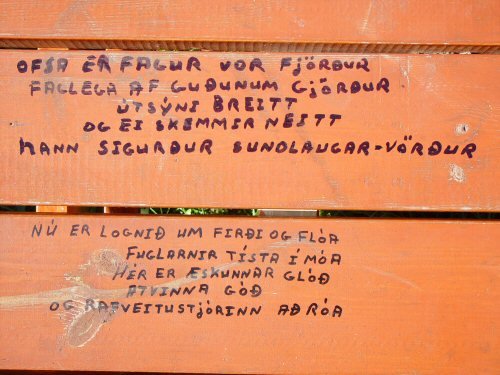 OFSA ER FAGUR VOR FJÖRÐUR
FALLEGA AF GUÐUNUM GJÖRÐUR
ÚTSÝNI BREITT
OG EI SKEMMIR NEITT
HANN SIGURÐUR SUNDLAUGAR-VÖRÐUR
NÚ ER LOGNIÐ UM FIRÐI OG FLÓA
FUGLARNIR TÍSTA Í MÓA
HÉR ER ÆSKUNNAR GLÓÐ
ATVINNA GÓÐ
OG RAFVEITUSTJÓRINN AÐ RÓA